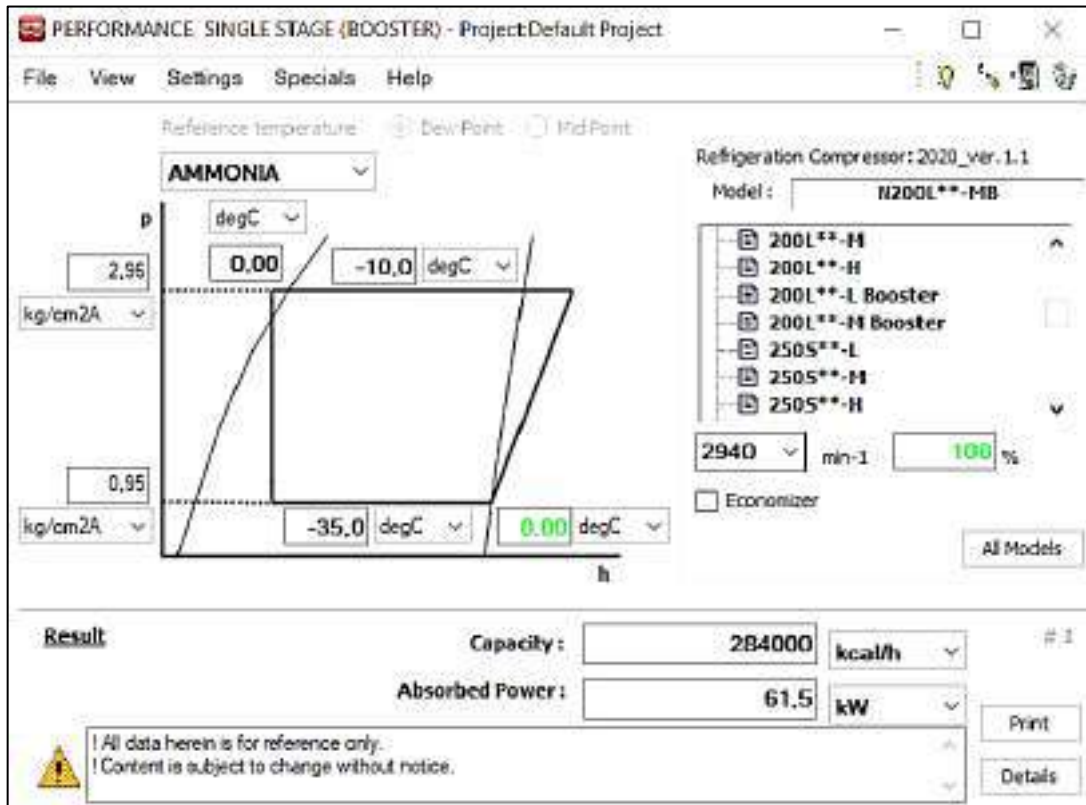 PERFORMANCE SINGLE STAGE (BOOSTER) - Project:Default Project
File View Settings Specials Help
Reference temperature Dew Point Mid Point
AMMONIA
p
degC
0.00
-10.0 degC
2.96
kg/cm2A
0.95
kg/cm2A
-35.0 degC
0.00 degC
h
Refrigeration Compressor: 2020_ver.1.1
Model : N200L**-MB
200L**-M
200L**-H
200L**-L Booster
200L**-M Booster
250S**-L
250S**-M
250S**-H
2940 min-1 100 %
Economizer
All Models
Result
Capacity : 284000 kcal/h
# 1
Absorbed Power : 61.5 kW
Print
! All data herein is for reference only.
! Content is subject to change without notice.
Details